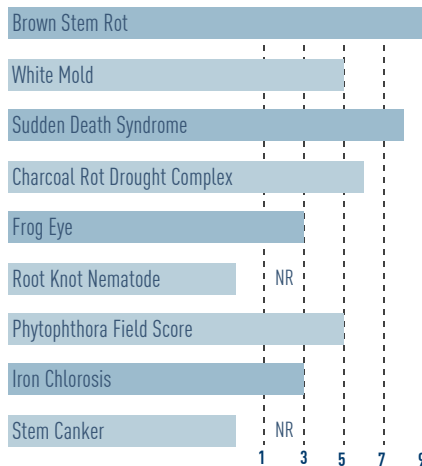 Brown Stem Rot
White Mold
Sudden Death Syndrome
Charcoal Rot Drought Complex
Frog Eye
Root Knot Nematode NR
Phytophthora Field Score
Iron Chlorosis
Stem Canker NR
1 3 5 7 9